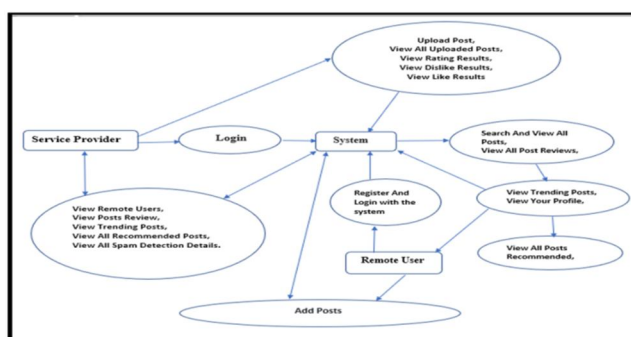 Upload Post,
View All Uploaded Posts,
View Rating Results,
View Dislike Results,
View Like Results
Service Provider
Login
System
Search And View All
Posts,
View All Post Reviews,
View Remote Users,
View Posts Review,
View Trending Posts,
View All Recommended Posts,
View All Spam Detection Details.
Register And
Login with the
system
View Trending Posts,
View Your Profile,
Remote User
View All Posts
Recommended,
Add Posts